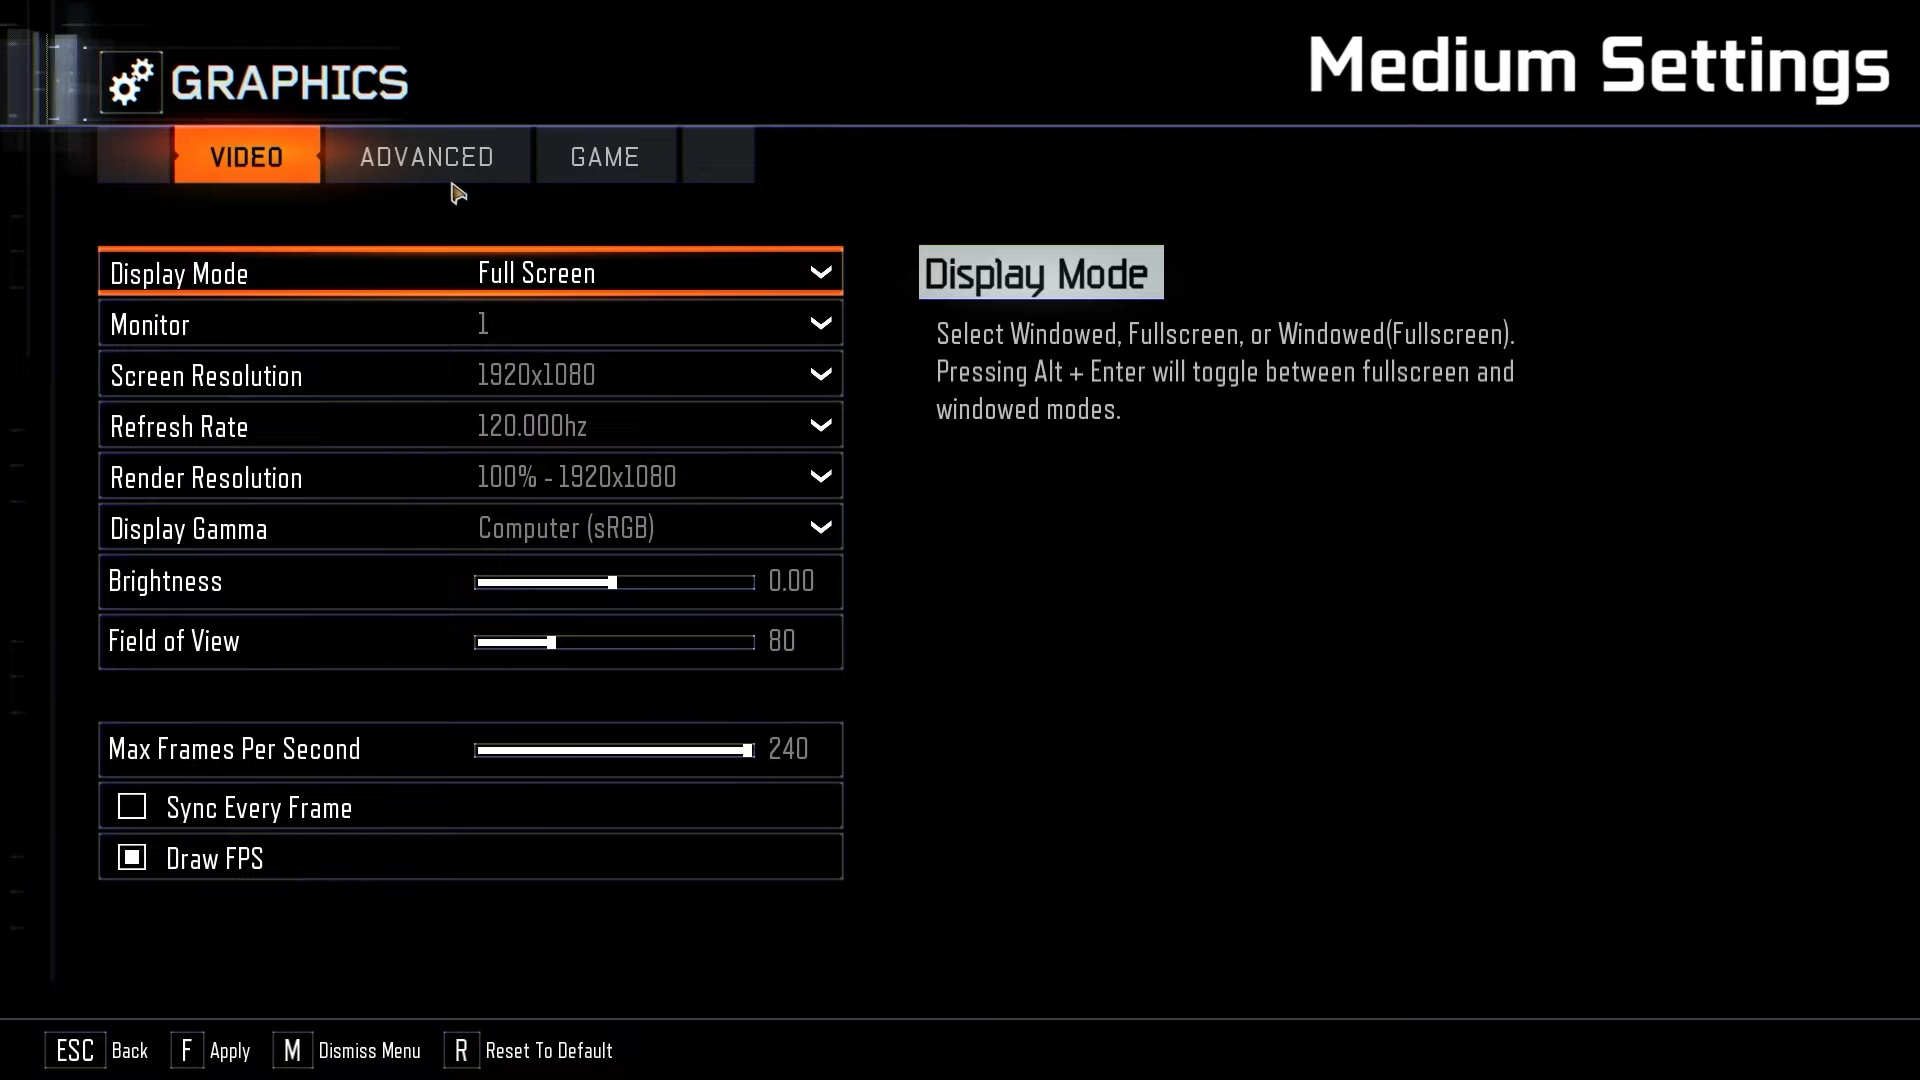 Medium Settings
GRAPHICS
VIDEO ADVANCED GAME
Display Mode Full Screen
Monitor 1
Screen Resolution 1920x1080
Refresh Rate 120.000hz
Render Resolution 100% - 1920x1080
Display Gamma Computer (sRGB)
Brightness 0.00
Field of View 80
Max Frames Per Second 240
Sync Every Frame
Draw FPS
Display Mode
Select Windowed, Fullscreen, or Windowed(Fullscreen).
Pressing Alt + Enter will toggle between fullscreen and
windowed modes.
ESC Back F Apply M Dismiss Menu R Reset To Default